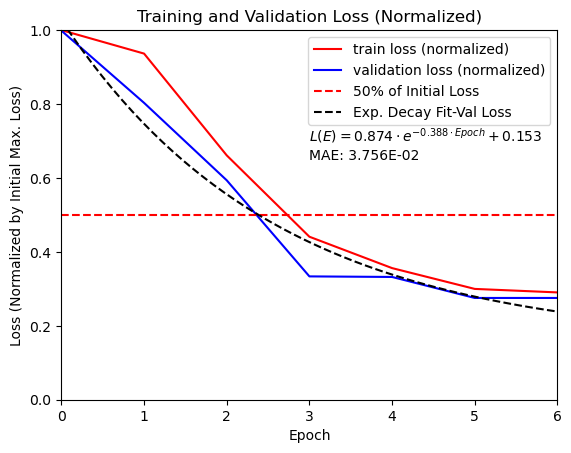 Training and Validation Loss (Normalized)
Loss (Normalized by Initial Max. Loss)
1.0
0.8
0.6
0.4
0.2
0.0
train loss (normalized)
validation loss (normalized)
50% of Initial Loss
Exp. Decay Fit-Val Loss
L(E) = 0.874 · e^{−0.388 · Epoch} + 0.153
MAE: 3.756E-02
0 1 2 3 4 5 6
Epoch